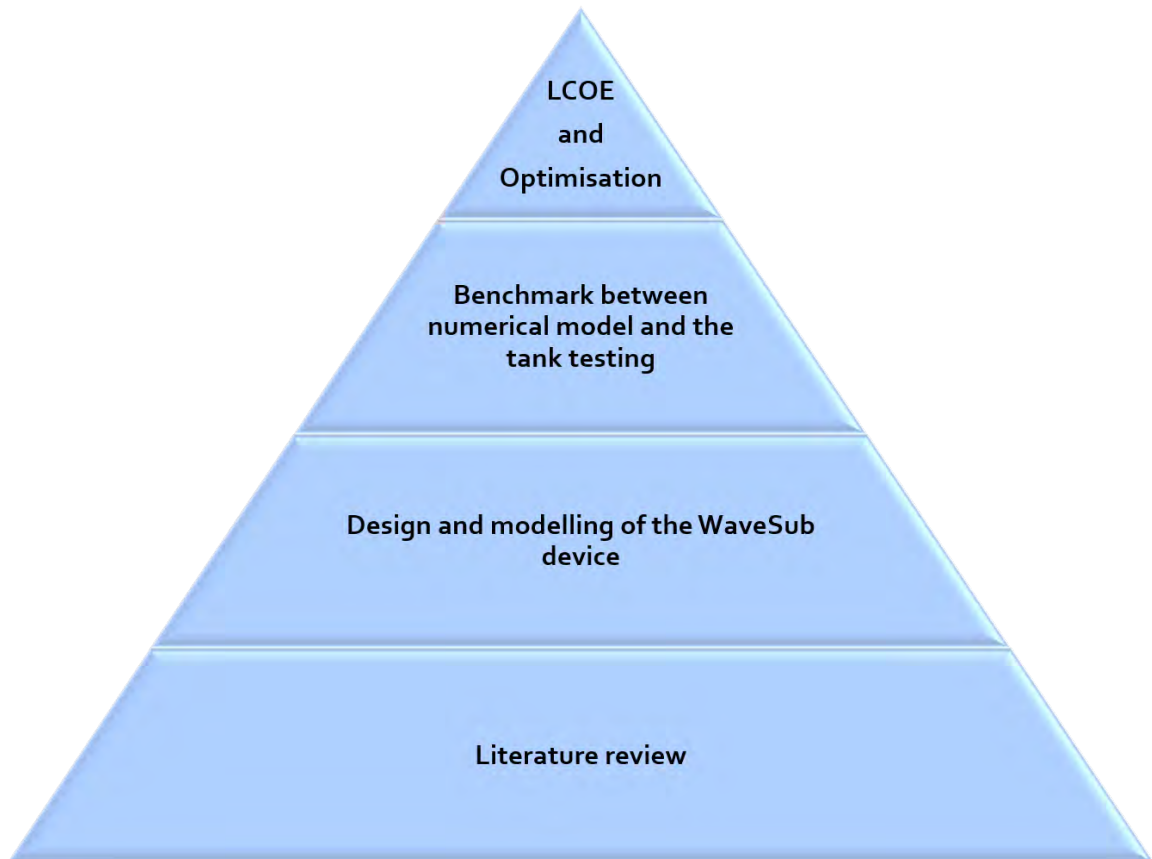 LCOE
and
Optimisation
Benchmark between
numerical model and the
tank testing
Design and modelling of the WaveSub
device
Literature review